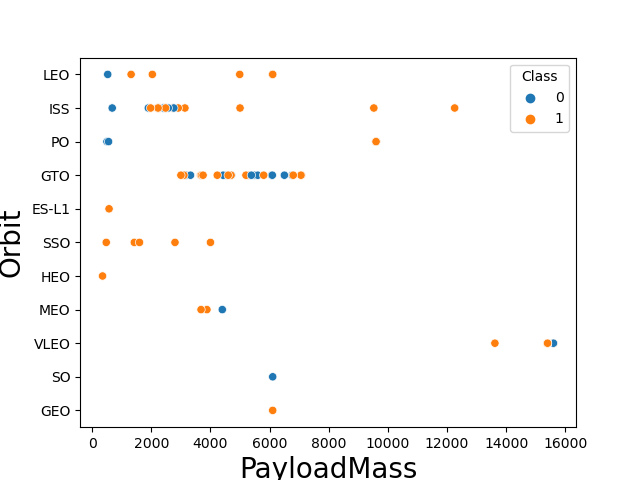 LEO
ISS
PO
GTO
ES-L1
SSO
HEO
MEO
VLEO
SO
GEO
Orbit
Class
0
1
0 2000 4000 6000 8000 10000 12000 14000 16000
PayloadMass